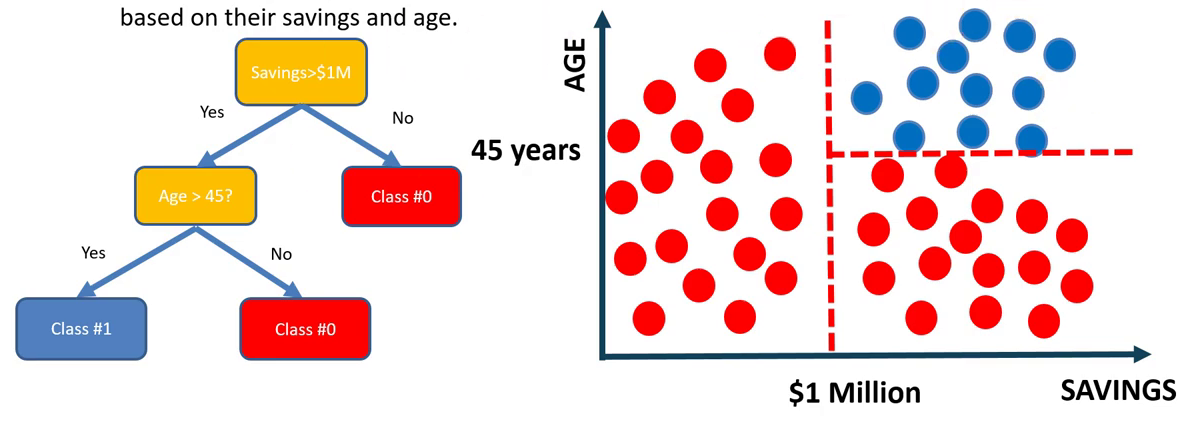 based on their savings and age.
Savings>$1M
Yes
No
Age > 45?
Class #0
Yes
No
Class #1
Class #0
AGE
45 years
$1 Million
SAVINGS